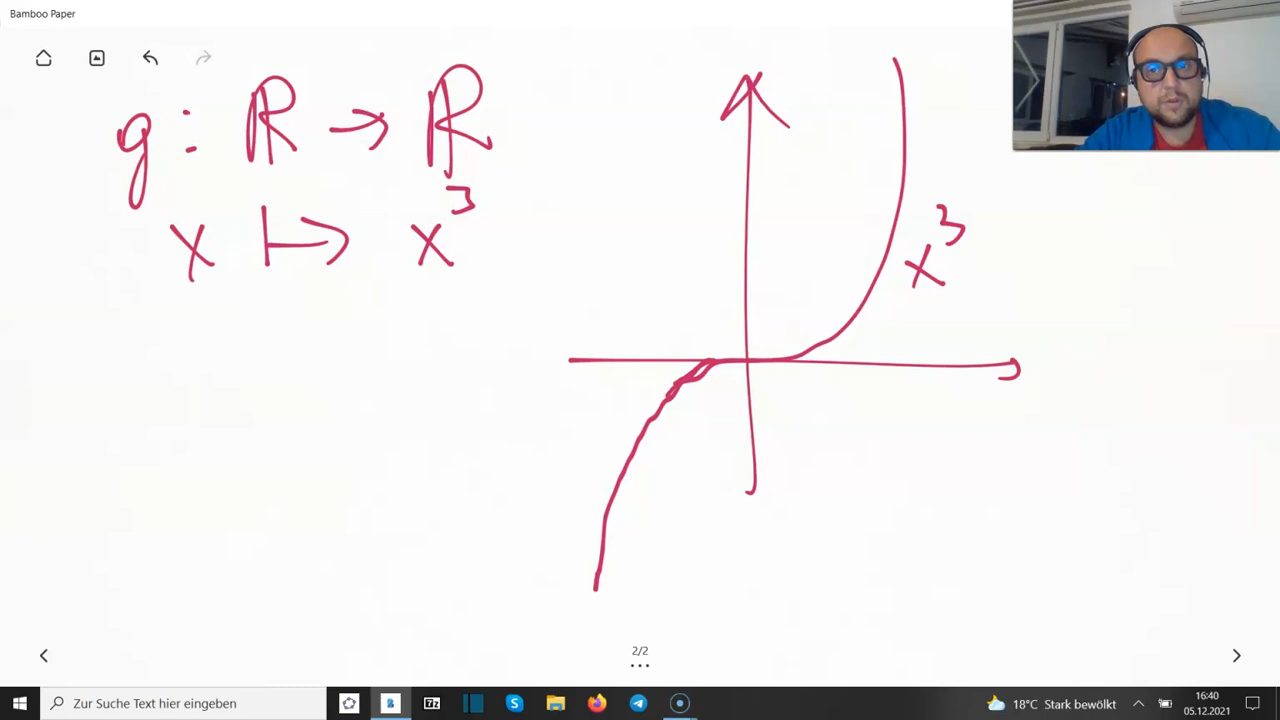 Bamboo Paper
g: ℝ → ℝ
x ↦ x³
x³
2/2
Zur Suche Text hier eingeben
7z
18°C Stark bewölkt
16:40
05.12.2021